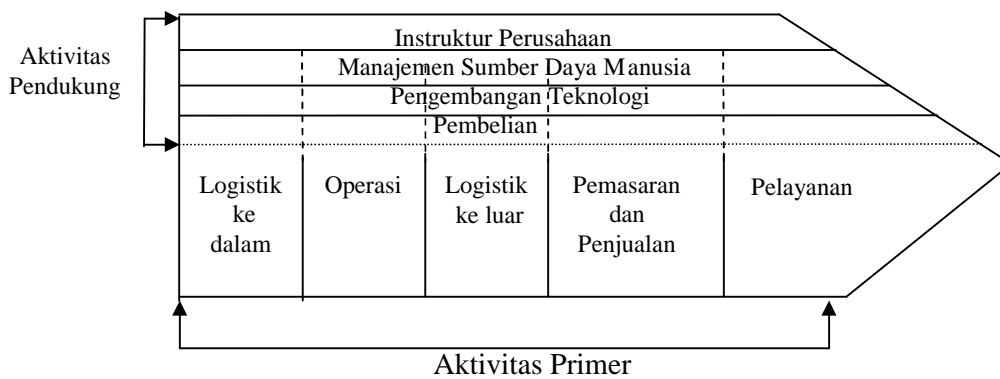 Aktivitas
Pendukung
Instruktur Perusahaan
Manajemen Sumber Daya Manusia
Pengembangan Teknologi
Pembelian
Logistik
ke
dalam
Operasi
Logistik
ke luar
Pemasaran
dan
Penjualan
Pelayanan
Aktivitas Primer